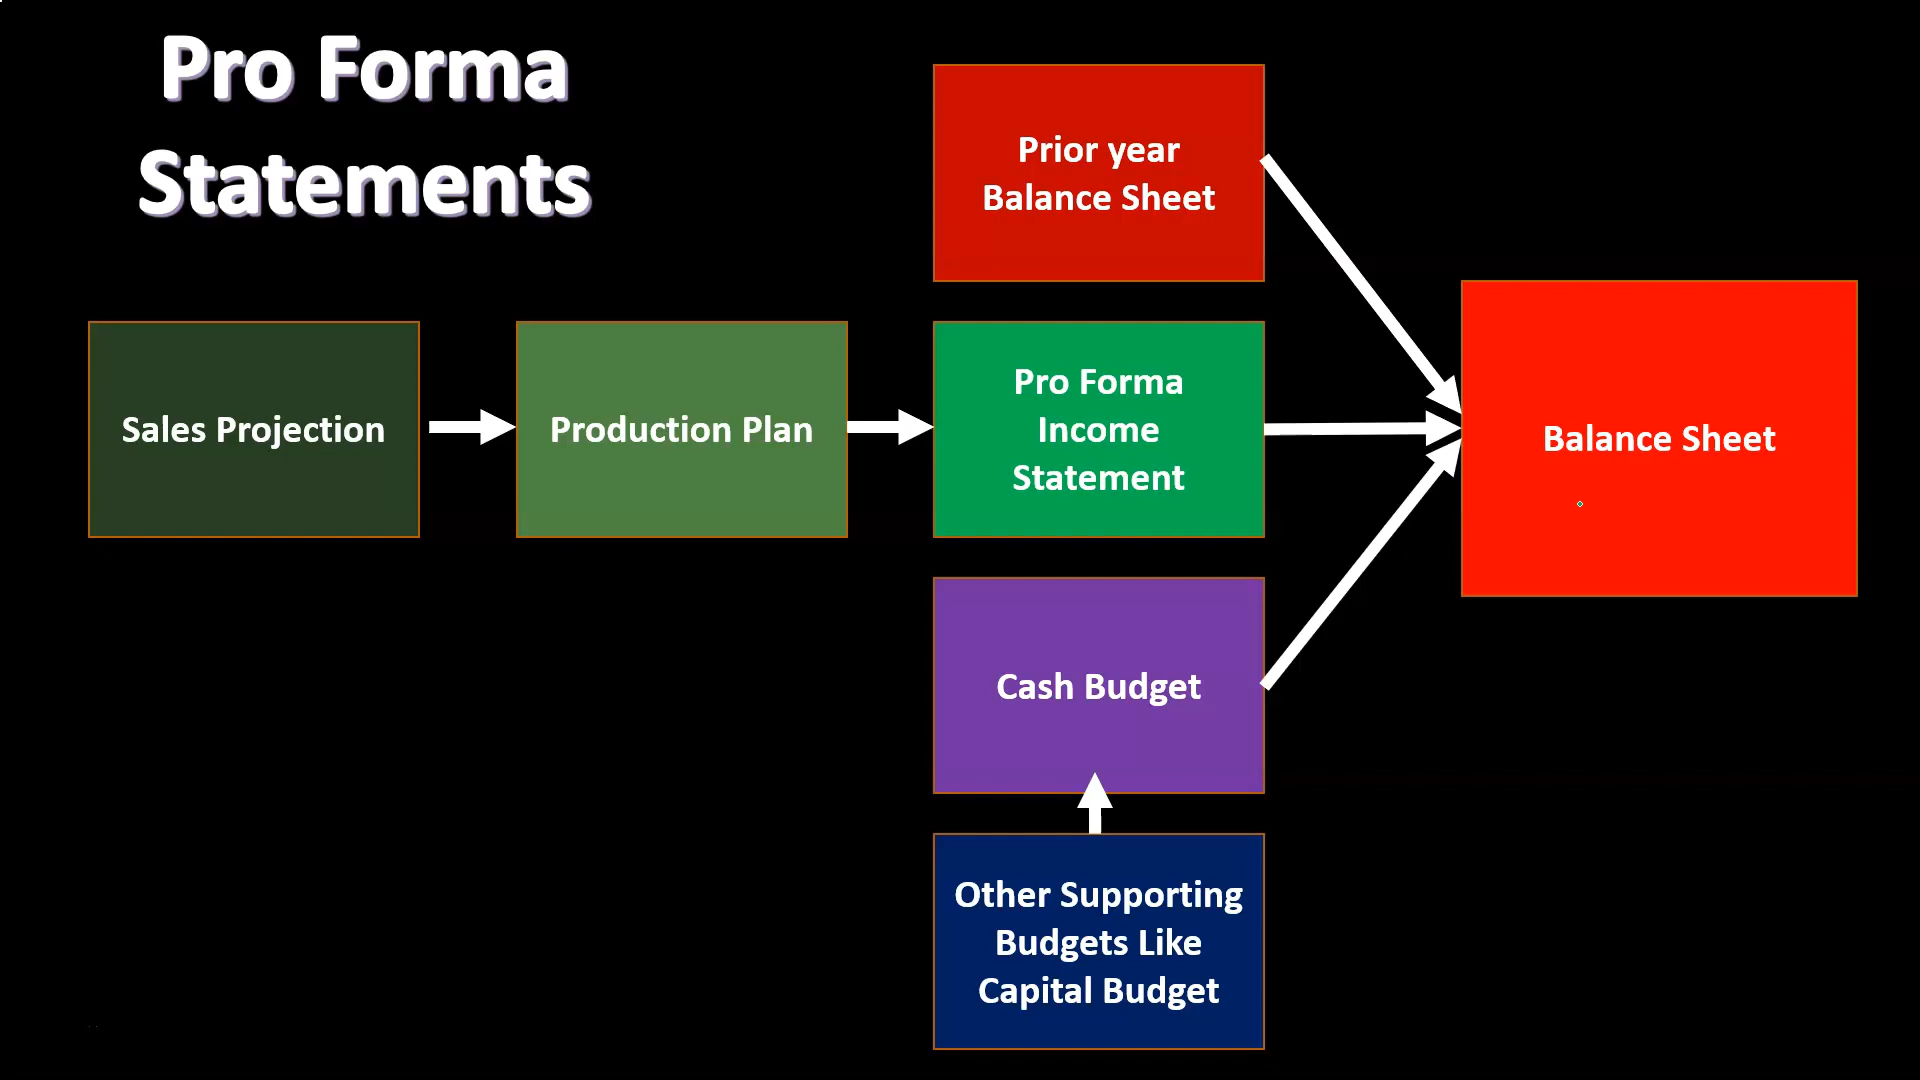 Pro Forma
Statements
Prior year
Balance Sheet
Sales Projection
Production Plan
Pro Forma
Income
Statement
Balance Sheet
Cash Budget
Other Supporting
Budgets Like
Capital Budget